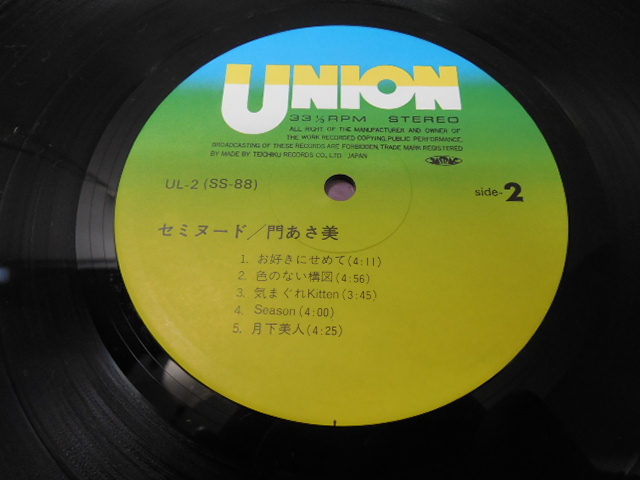 UNION
33 1/3 RPM STEREO
ALL RIGHT OF THE MANUFACTURER AND OWNER OF
THE WORK RECORDED COPYING, PUBLIC PERFORMANCE,
BROADCASTING OF THESE RECORDS ARE FORBIDDEN, TRADE MARK REGISTERED
BY MADE BY TEICHIKU RECORDS CO., LTD JAPAN
UL-2 (SS-88)
side-2
セミヌード/門あさ美
1. お好きにせめて(4:11)
2. 色のない構図(4:56)
3. 気まぐれKitten(3:45)
4. Season(4:00)
5. 月下美人(4:25)